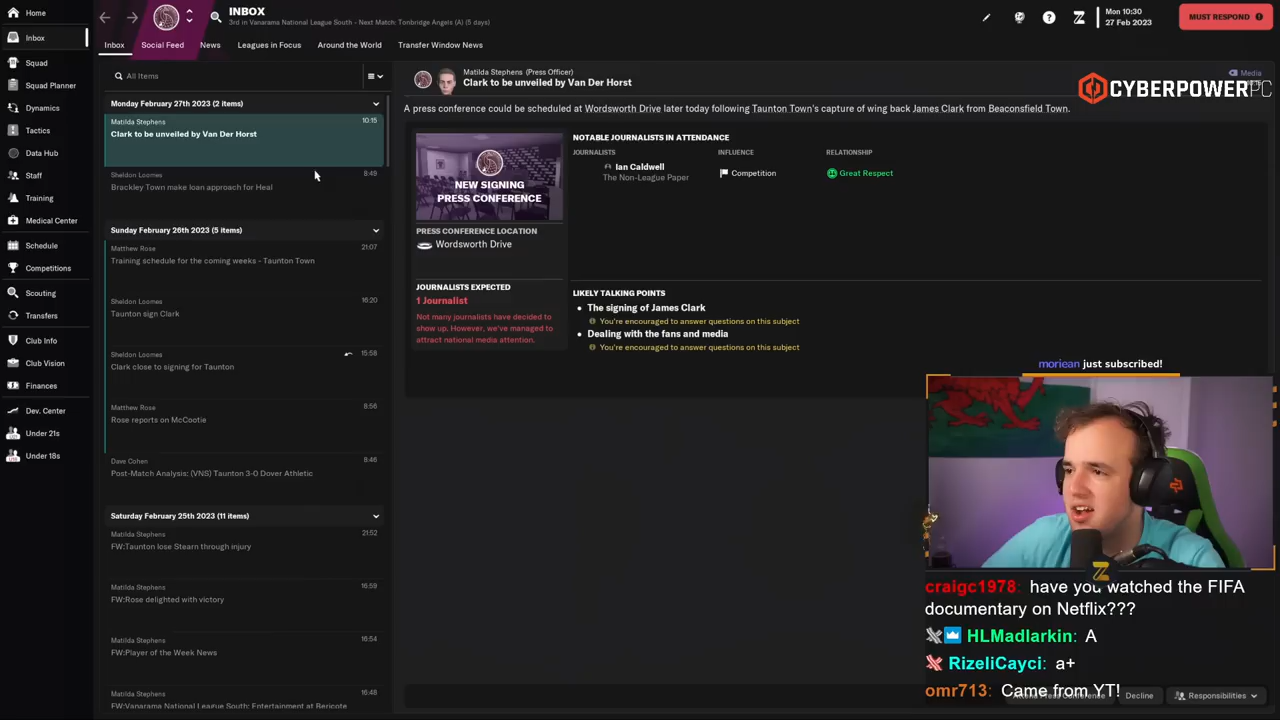 Home
Inbox
Squad
Squad Planner
Dynamics
Tactics
Data Hub
Staff
Training
Medical Center
Schedule
Competitions
Scouting
Transfers
Club Info
Club Vision
Finances
Dev. Center
Under 21s
Under 18s
INBOX
3rd in Vanarama National League South - Next Match: Tonbridge Angels (A) (5 days)
Mon 10:30
27 Feb 2023
MUST RESPOND
Inbox
Social Feed
News
Leagues in Focus
Around the World
Transfer Window News
All Items
Monday February 27th 2023 (2 items)
Matilda Stephens
10:15
Clark to be unveiled by Van Der Horst
Sheldon Loomes
8:49
Brackley Town make loan approach for Heal
Sunday February 26th 2023 (5 items)
Matthew Rose
21:07
Training schedule for the coming weeks - Taunton Town
Sheldon Loomes
16:20
Taunton sign Clark
Sheldon Loomes
15:58
Clark close to signing for Taunton
Matthew Rose
8:56
Rose reports on McCootie
Dave Cohen
8:46
Post-Match Analysis: (VNS) Taunton 3-0 Dover Athletic
Saturday February 25th 2023 (11 items)
Matilda Stephens
21:52
FW:Taunton lose Stearn through injury
Matilda Stephens
16:59
FW:Rose delighted with victory
Matilda Stephens
16:54
FW:Player of the Week News
Matilda Stephens
16:48
FW:Vanarama National League South: Entertainment at Bericote
Matilda Stephens (Press Officer)
Clark to be unveiled by Van Der Horst
Media
CYBERPOWERPC
A press conference could be scheduled at Wordsworth Drive later today following Taunton Town's capture of wing back James Clark from Beaconsfield Town.
NEW SIGNING
PRESS CONFERENCE
PRESS CONFERENCE LOCATION
Wordsworth Drive
JOURNALISTS EXPECTED
1 Journalist
Not many journalists have decided to
show up. However, we've managed to
attract national media attention.
NOTABLE JOURNALISTS IN ATTENDANCE
JOURNALISTS
INFLUENCE
RELATIONSHIP
Ian Caldwell
The Non-League Paper
Competition
Great Respect
LIKELY TALKING POINTS
The signing of James Clark
You're encouraged to answer questions on this subject
Dealing with the fans and media
You're encouraged to answer questions on this subject
moriean just subscribed!
craigc1978: have you watched the FIFA
documentary on Netflix???
HLMadlarkin: A
RizeliCayci: a+
omr713: Came from YT!
Decline
Responsibilities